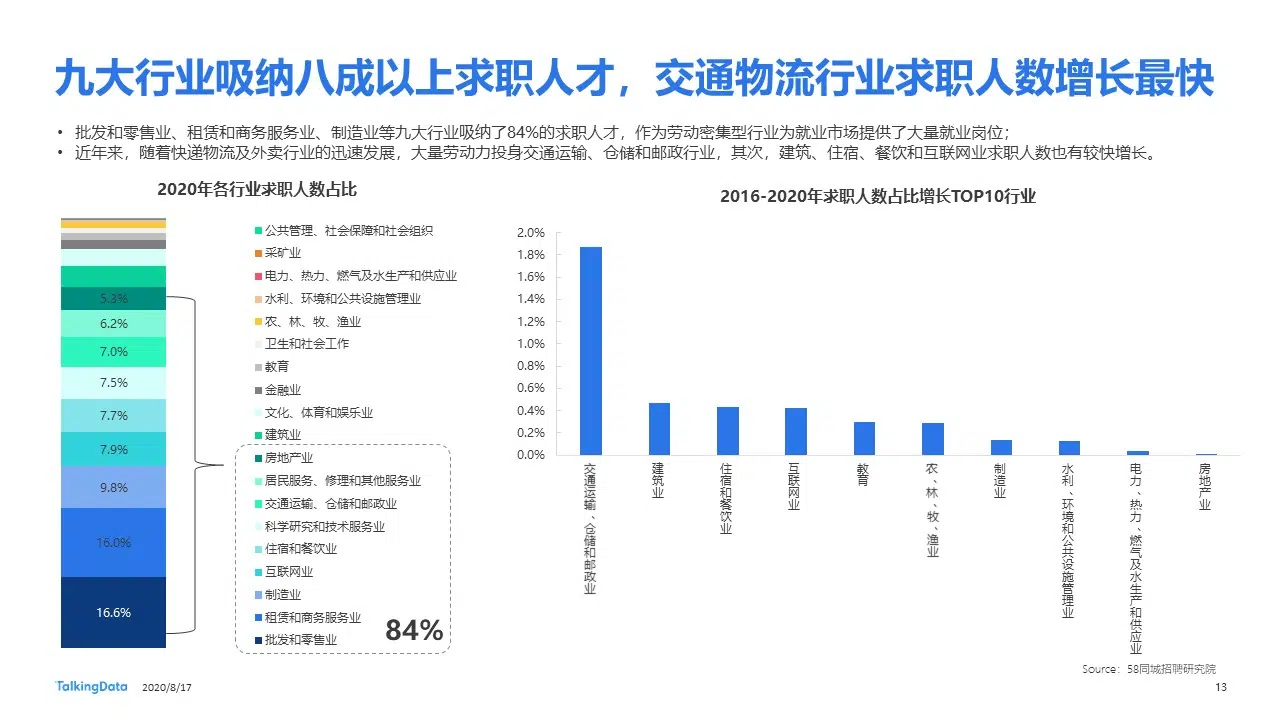 九大行业吸纳八成以上求职人才，交通物流行业求职人数增长最快
• 批发和零售业、租赁和商务服务业、制造业等九大行业吸纳了84%的求职人才，作为劳动密集型行业为就业市场提供了大量就业岗位；
• 近年来，随着快递物流及外卖行业的迅速发展，大量劳动力投身交通运输、仓储和邮政行业，其次，建筑、住宿、餐饮和互联网业求职人数也有较快增长。
2020年各行业求职人数占比
5.3%
6.2%
7.0%
7.5%
7.7%
7.9%
9.8%
16.0%
16.6%
公共管理、社会保障和社会组织
采矿业
电力、热力、燃气及水生产和供应业
水利、环境和公共设施管理业
农、林、牧、渔业
卫生和社会工作
教育
金融业
文化、体育和娱乐业
建筑业
房地产业
居民服务、修理和其他服务业
交通运输、仓储和邮政业
科学研究和技术服务业
住宿和餐饮业
互联网业
制造业
租赁和商务服务业
批发和零售业
84%
2016-2020年求职人数占比增长TOP10行业
2.0%
1.8%
1.6%
1.4%
1.2%
1.0%
0.8%
0.6%
0.4%
0.2%
0.0%
交通运输、仓储和邮政业
建筑业
住宿和餐饮业
互联网业
教育
农、林、牧、渔业
制造业
水利、环境和公共设施管理业
电力、热力、燃气及水生产和供应业
房地产业
Source：58同城招聘研究院
TalkingData
2020/8/17
13